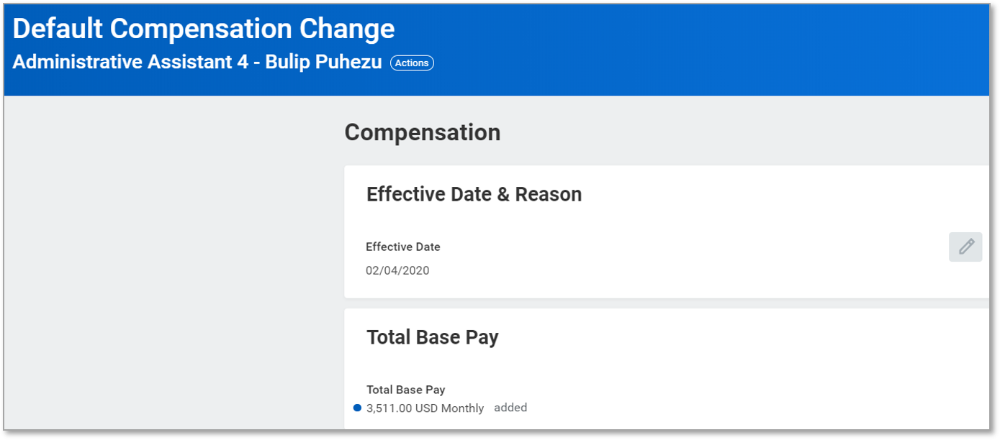 Default Compensation Change
Administrative Assistant 4 - Bulip Puhezu Actions
Compensation
Effective Date & Reason
Effective Date
02/04/2020
Total Base Pay
Total Base Pay
3,511.00 USD Monthly added